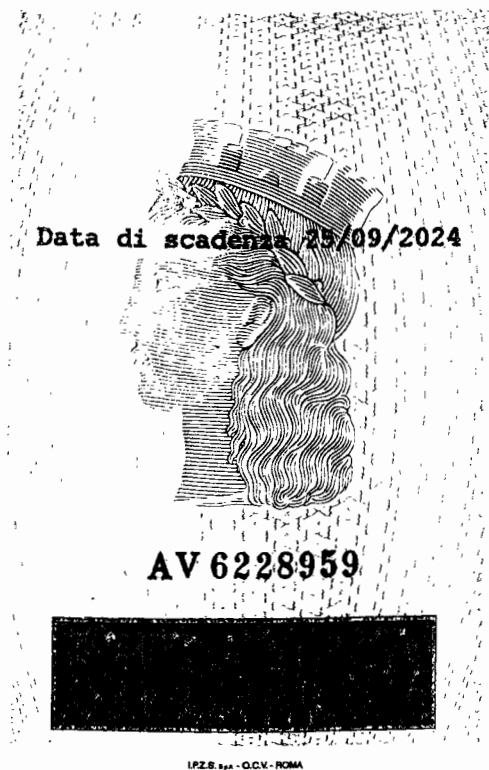 Data di scadenza 25/09/2024
AV 6228959
I.P.Z.S. S.p.A. - O.C.V. - ROMA